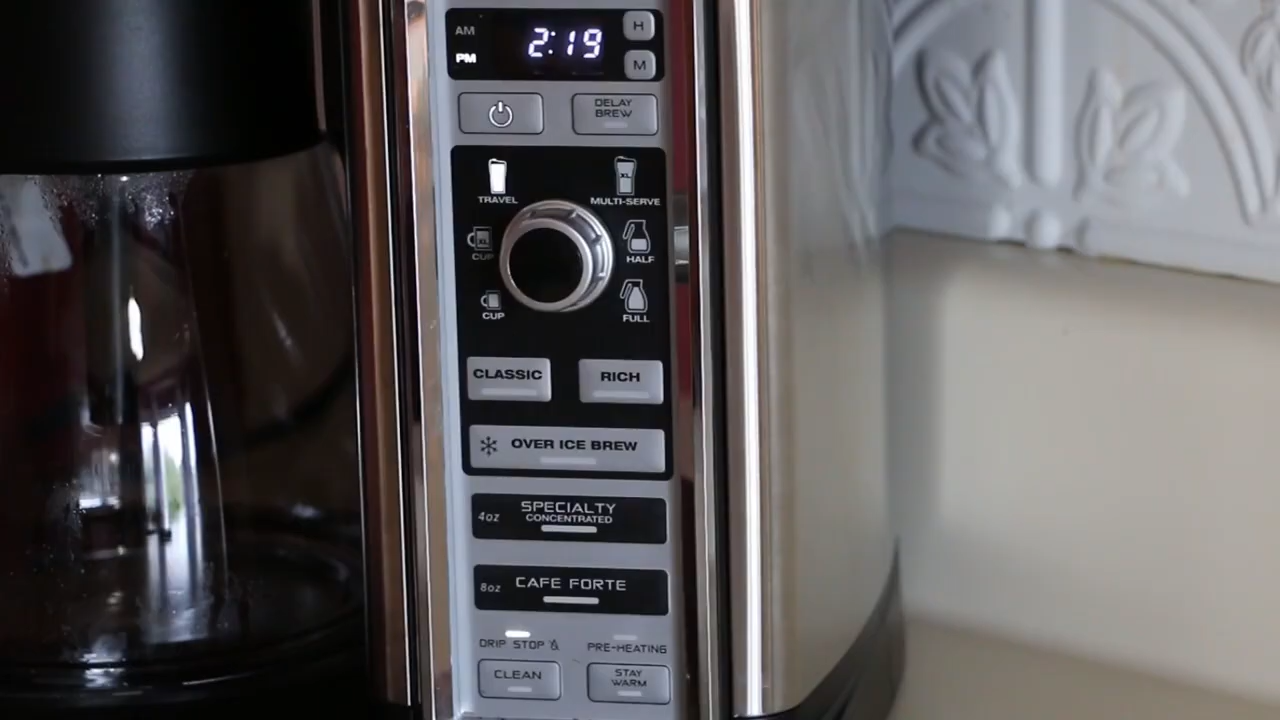 AM
PM
2:19
H
M
DELAY
BREW
TRAVEL
XL
MULTI-SERVE
XL
CUP
HALF
CUP
FULL
CLASSIC
RICH
OVER ICE BREW
4oz
SPECIALTY
CONCENTRATED
8oz
CAFE FORTE
DRIP STOP &
PRE-HEATING
CLEAN
STAY
WARM